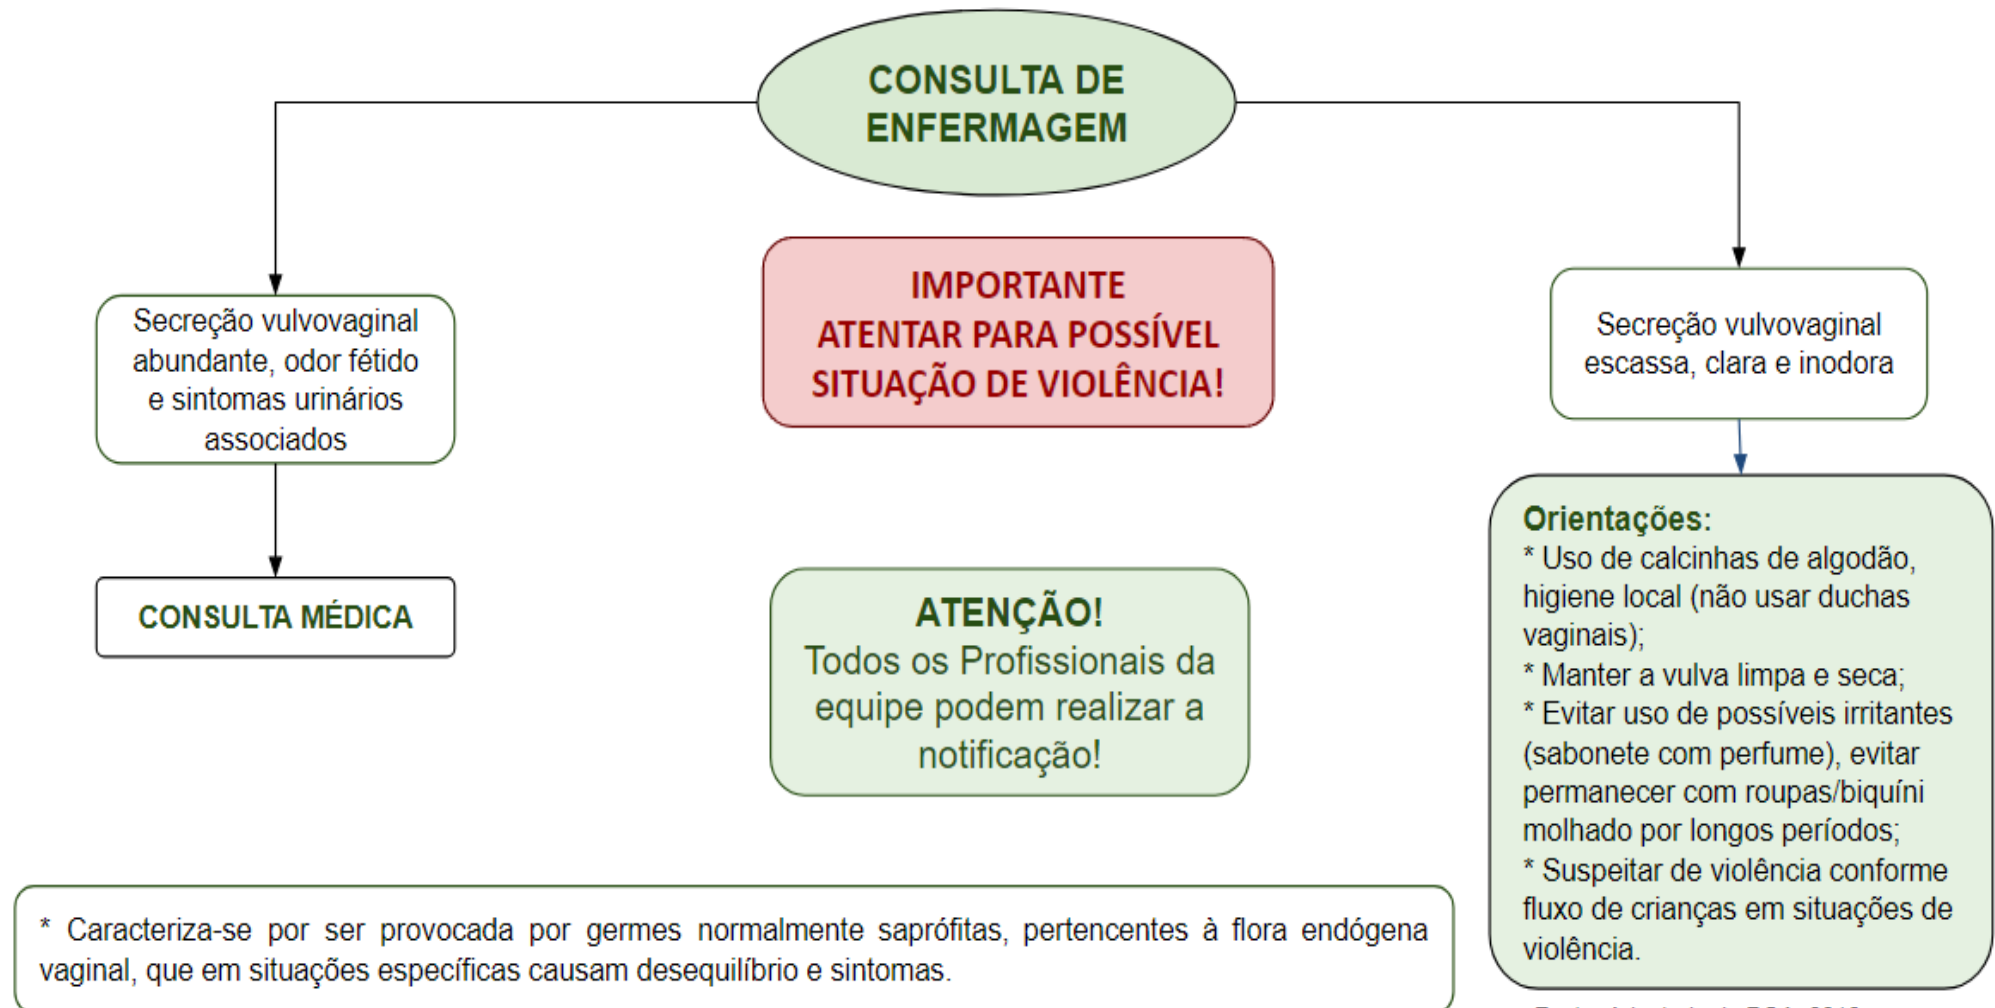 CONSULTA DE
ENFERMAGEM
IMPORTANTE
ATENTAR PARA POSSÍVEL
SITUAÇÃO DE VIOLÊNCIA!
Secreção vulvovaginal
abundante, odor fétido
e sintomas urinários
associados
Secreção vulvovaginal
escassa, clara e inodora
CONSULTA MÉDICA
ATENÇÃO!
Todos os Profissionais da
equipe podem realizar a
notificação!
Orientações:
* Uso de calcinhas de algodão,
higiene local (não usar duchas
vaginais);
* Manter a vulva limpa e seca;
* Evitar uso de possíveis irritantes
(sabonete com perfume), evitar
permanecer com roupas/biquíni
molhado por longos períodos;
* Suspeitar de violência conforme
fluxo de crianças em situações de
violência.
* Caracteriza-se por ser provocada por germes normalmente saprófitas, pertencentes à flora endógena
vaginal, que em situações específicas causam desequilíbrio e sintomas.